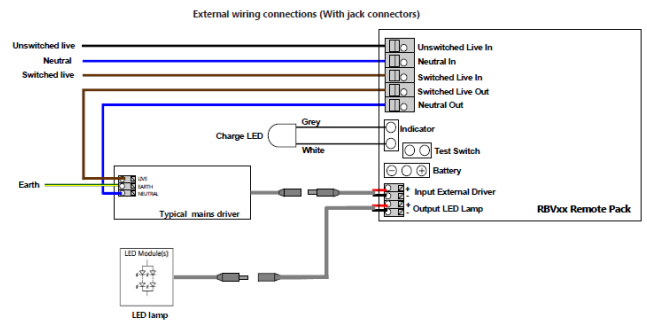 External wiring connections (With jack connectors)
Unswitched live
Neutral
Switched live
Unswitched Live In
Neutral In
Switched Live In
Switched Live Out
Neutral Out
Charge LED
Grey
White
Indicator
Test Switch
Battery
Earth
LIVE
EARTH
NEUTRAL
Typical mains driver
+
Input External Driver
-
+
Output LED Lamp
-
RBVxx Remote Pack
LED Module(s)
LED lamp